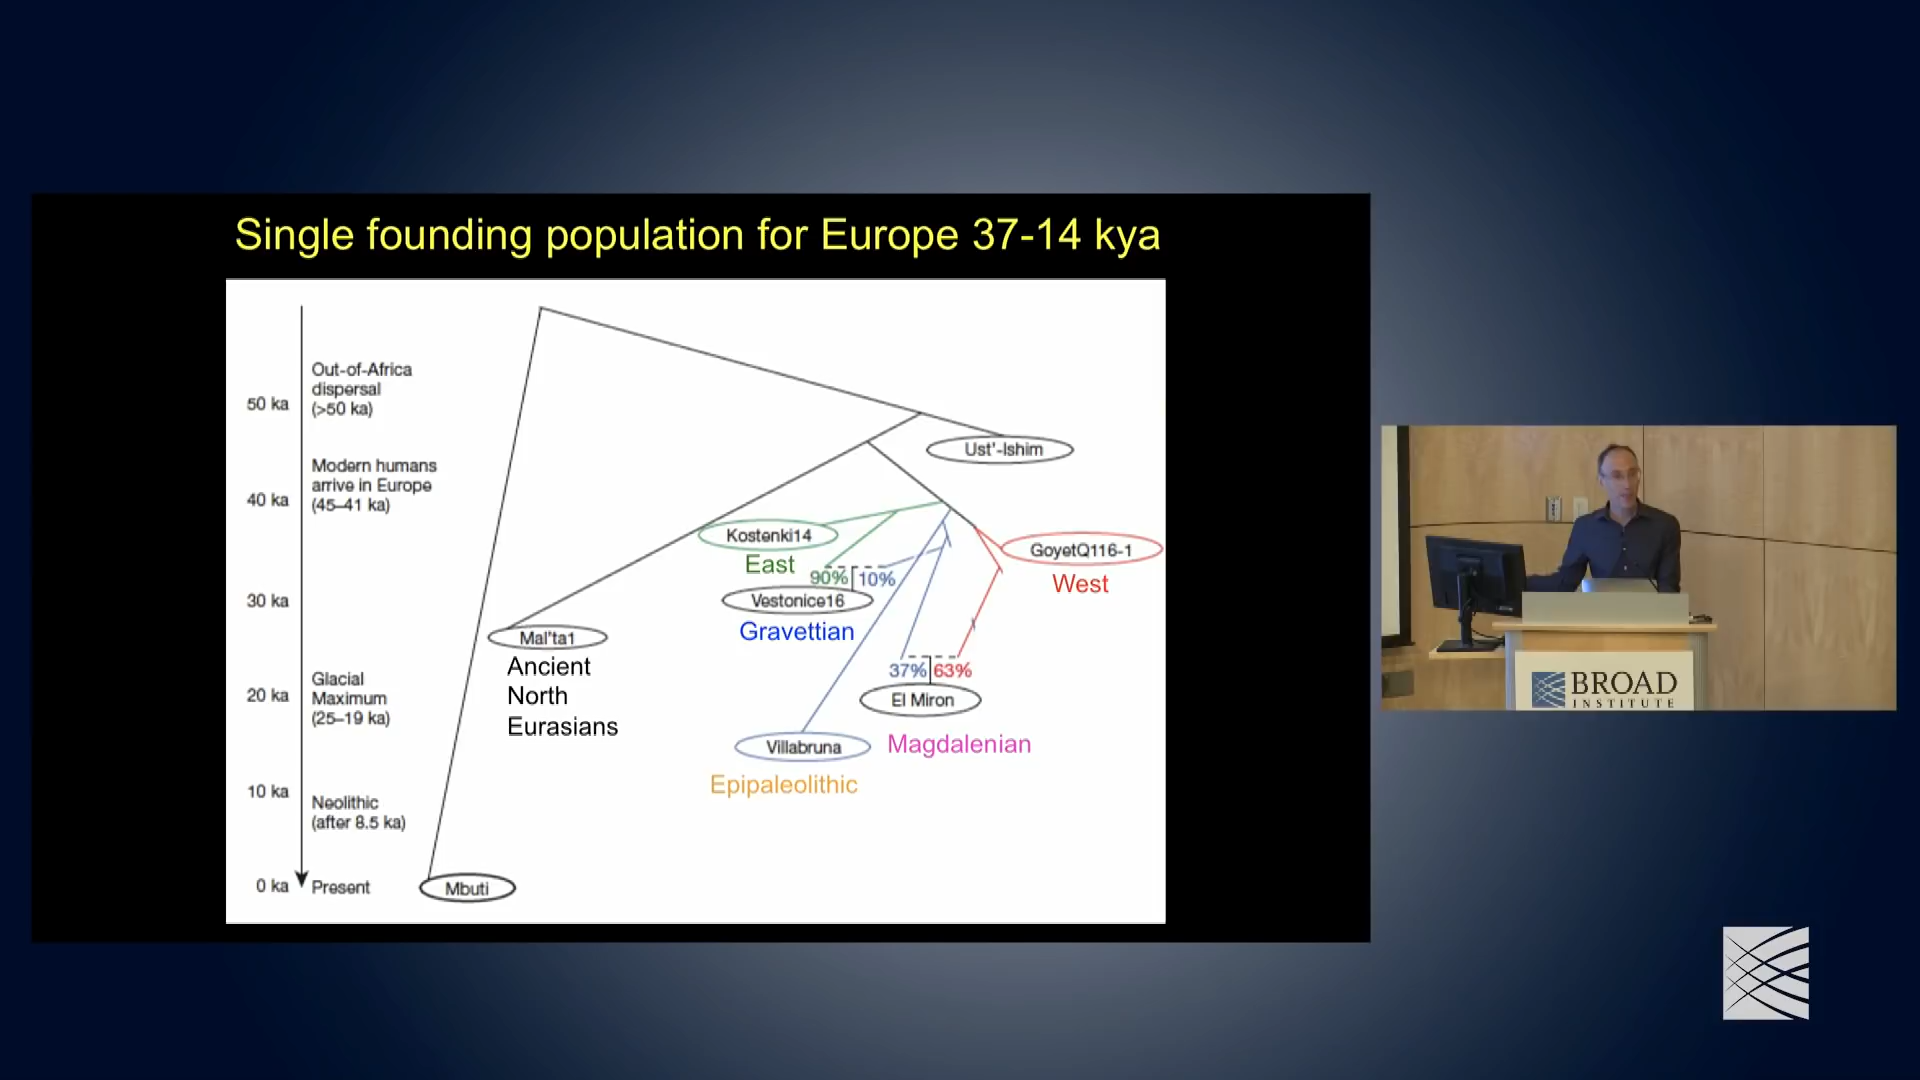 Single founding population for Europe 37-14 kya
Out-of-Africa
dispersal
(>50 ka)
50 ka
Modern humans
arrive in Europe
(45–41 ka)
40 ka
30 ka
Glacial
Maximum
(25–19 ka)
20 ka
10 ka
Neolithic
(after 8.5 ka)
0 ka
Present
Ust'-Ishim
Kostenki14
East
90%
10%
Vestonice16
Gravettian
GoyetQ116-1
West
Mal'ta1
Ancient
North
Eurasians
37%
63%
El Miron
Magdalenian
Villabruna
Epipaleolithic
Mbuti
BROAD
INSTITUTE